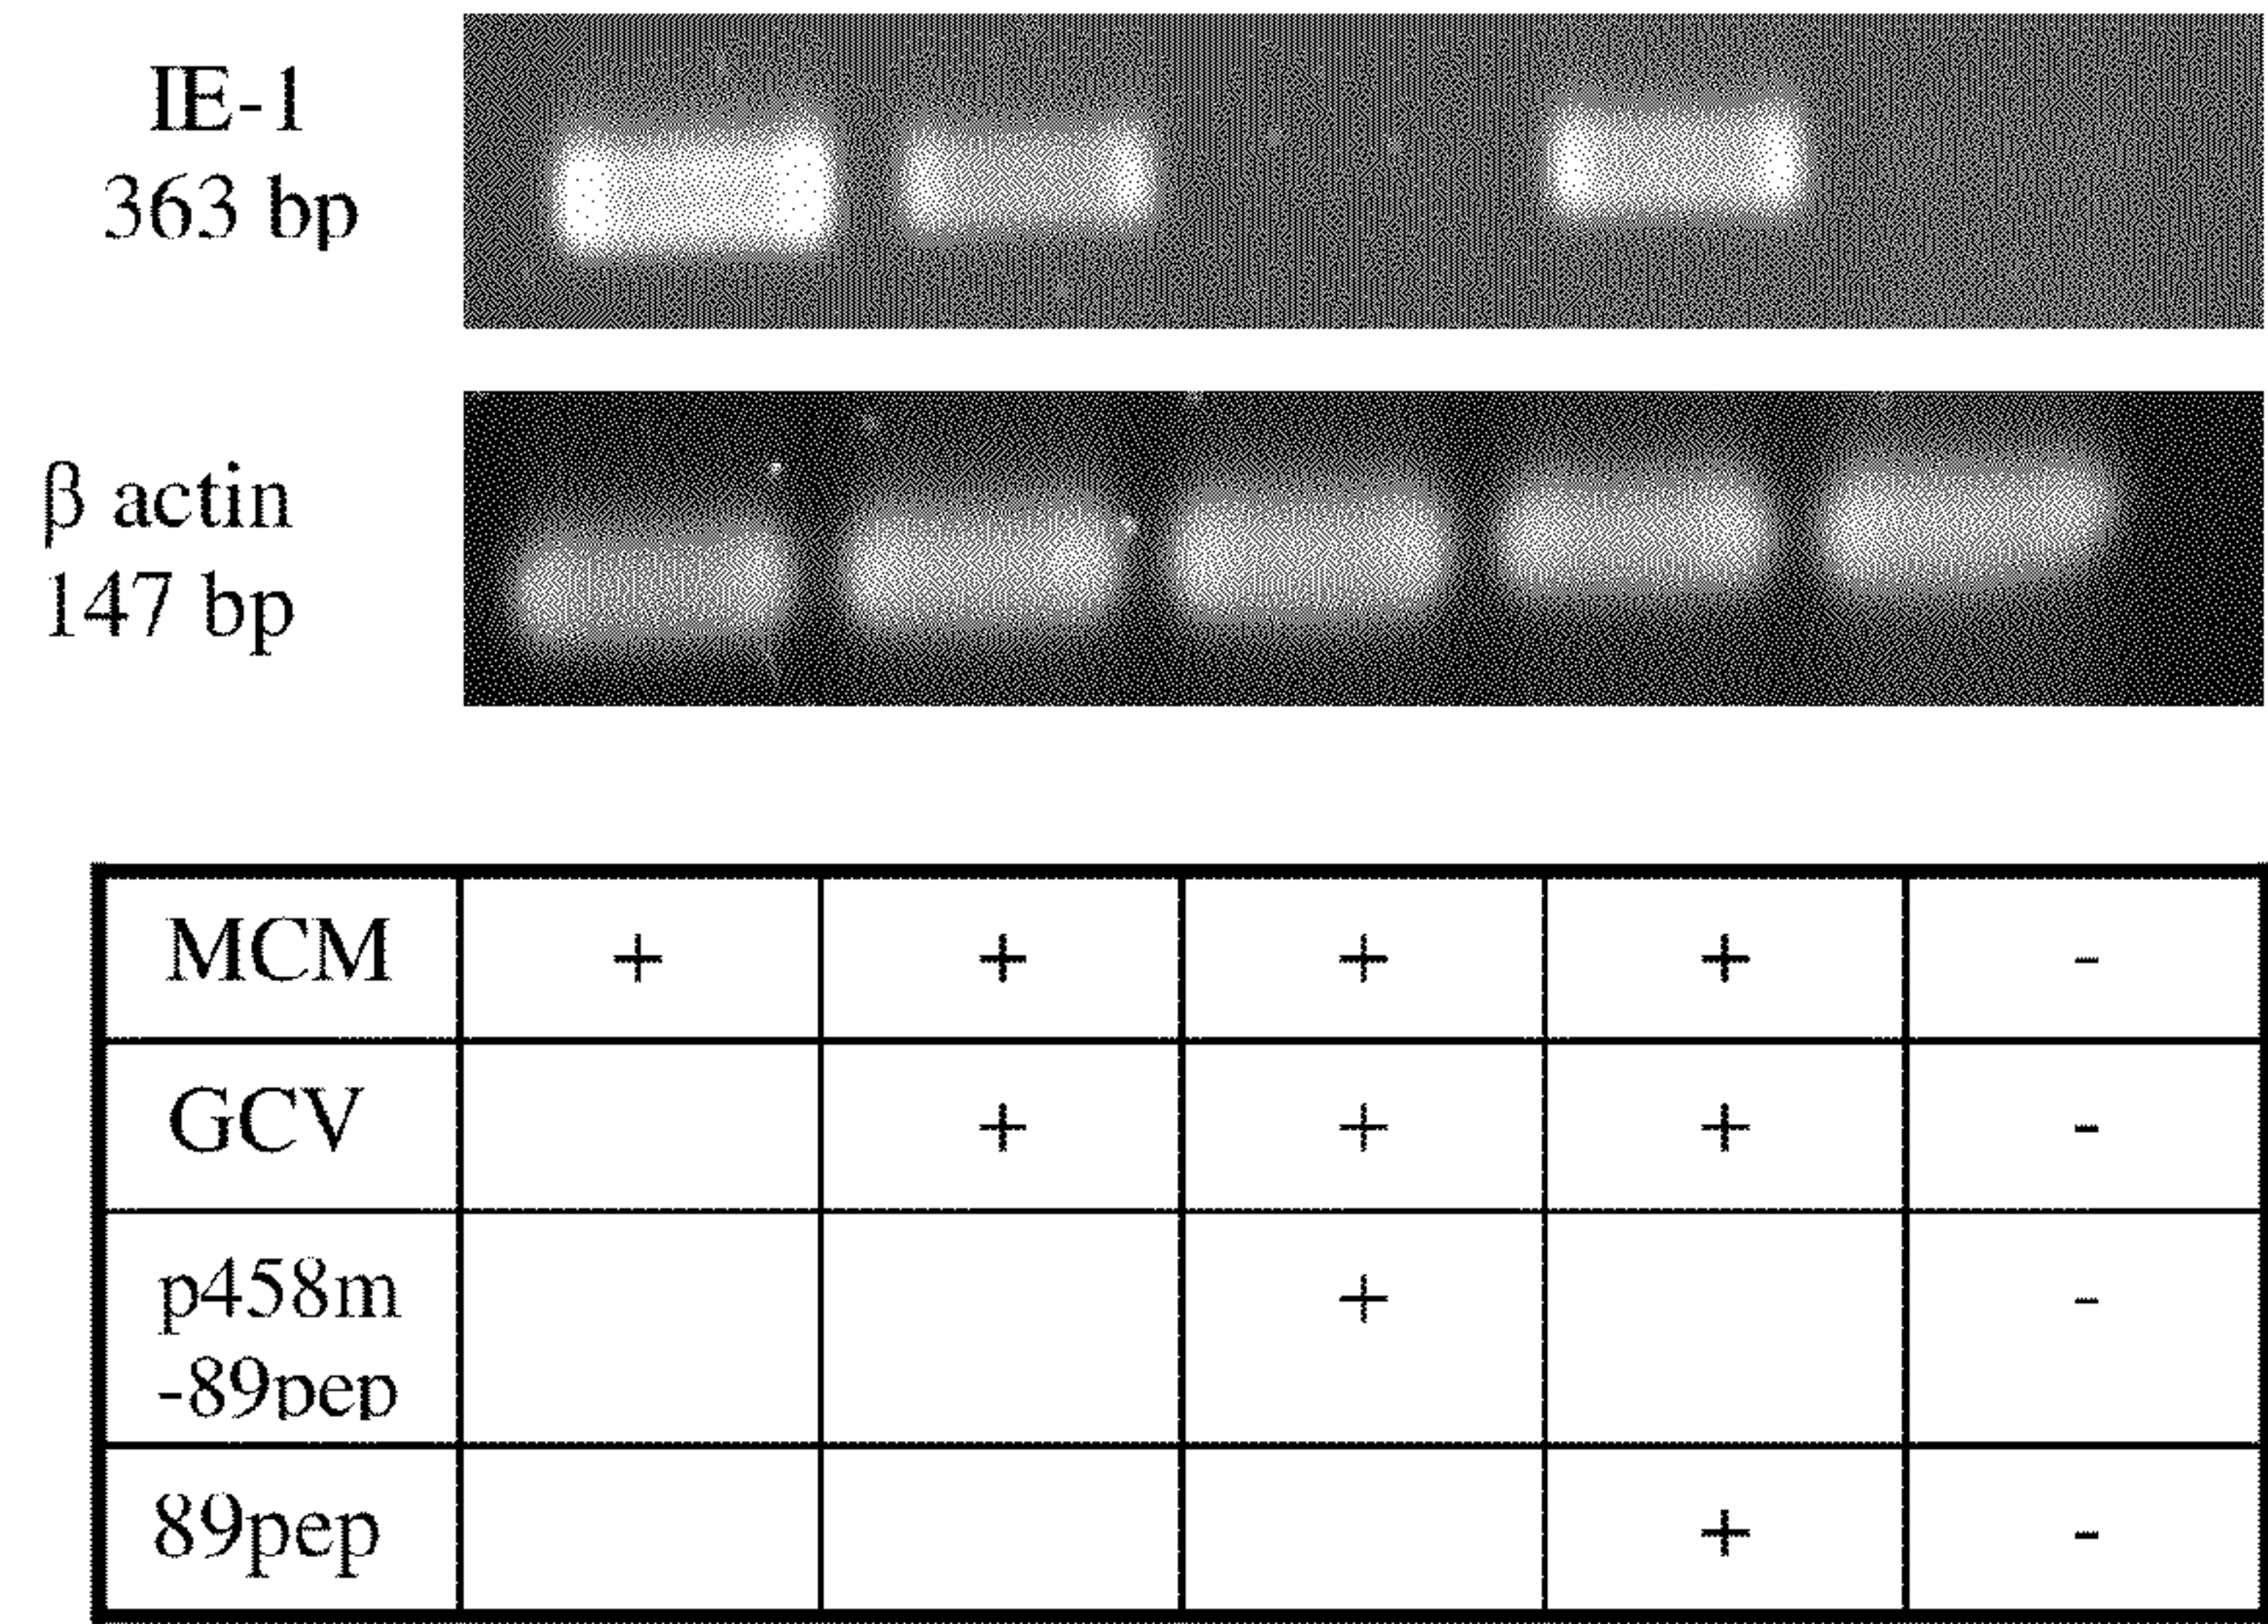 IE-1
363 bp
β actin
147 bp
MCM + + + + -
GCV + + + -
p458m
-89pep + -
89pep + -